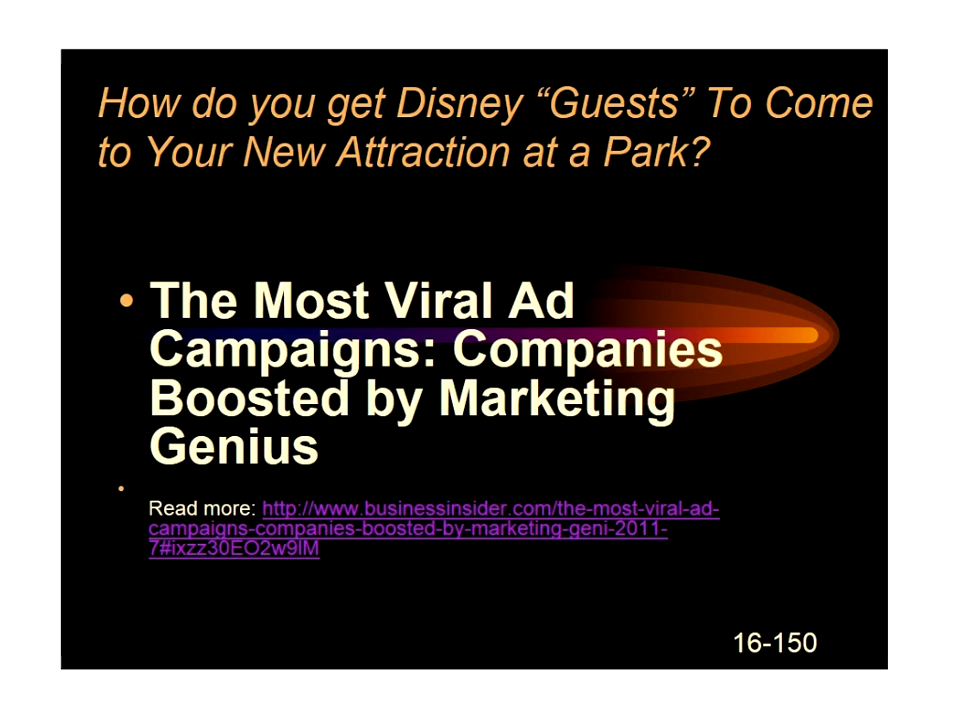 How do you get Disney “Guests” To Come
to Your New Attraction at a Park?
• The Most Viral Ad
Campaigns: Companies
Boosted by Marketing
Genius
•
Read more: http://www.businessinsider.com/the-most-viral-ad-
campaigns-companies-boosted-by-marketing-geni-2011-
7#ixzz30EO2w9lM
16-150